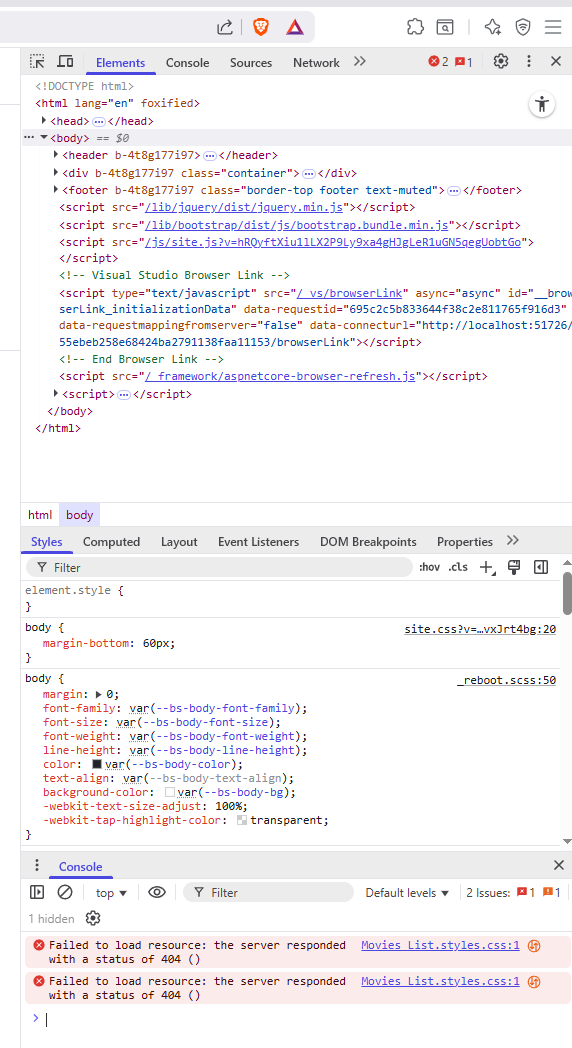 Elements Console Sources Network 2 1
<!DOCTYPE html>
<html lang="en" foxified>
<head> ⋯ </head>
⋯ <body> == $0
<header b-4t8g177i97> ⋯ </header>
<div b-4t8g177i97 class="container"> ⋯ </div>
<footer b-4t8g177i97 class="border-top footer text-muted"> ⋯ </footer>
<script src="/lib/jquery/dist/jquery.min.js"></script>
<script src="/lib/bootstrap/dist/js/bootstrap.bundle.min.js"></script>
<script src="/js/site.js?v=hRQyftXiu1lLX2P9Ly9xa4gHJgLeR1uGN5qegUobtGo">
</script>
<!-- Visual Studio Browser Link -->
<script type="text/javascript" src="/_vs/browserLink" async="async" id="__brow
serLink_initializationData" data-requestid="695c2c5b833644f38c2e811765f916d3"
data-requestmappingfromserver="false" data-connecturl="http://localhost:51726/
55ebeb258e68424ba2791138faa11153/browserLink"></script>
<!-- End Browser Link -->
<script src="/_framework/aspnetcore-browser-refresh.js"></script>
<script> ⋯ </script>
</body>
</html>
html body
Styles Computed Layout Event Listeners DOM Breakpoints Properties
Filter :hov .cls
element.style {
}
body { site.css?v=…vxJrt4bg:20
margin-bottom: 60px;
}
body { _reboot.scss:50
margin: 0;
font-family: var(--bs-body-font-family);
font-size: var(--bs-body-font-size);
font-weight: var(--bs-body-font-weight);
line-height: var(--bs-body-line-height);
color: var(--bs-body-color);
text-align: var(--bs-body-text-align);
background-color: var(--bs-body-bg);
-webkit-text-size-adjust: 100%;
-webkit-tap-highlight-color: transparent;
}
Console
top Filter Default levels 2 Issues: 1 1
1 hidden
Failed to load resource: the server responded Movies List.styles.css:1
with a status of 404 ()
Failed to load resource: the server responded Movies List.styles.css:1
with a status of 404 ()